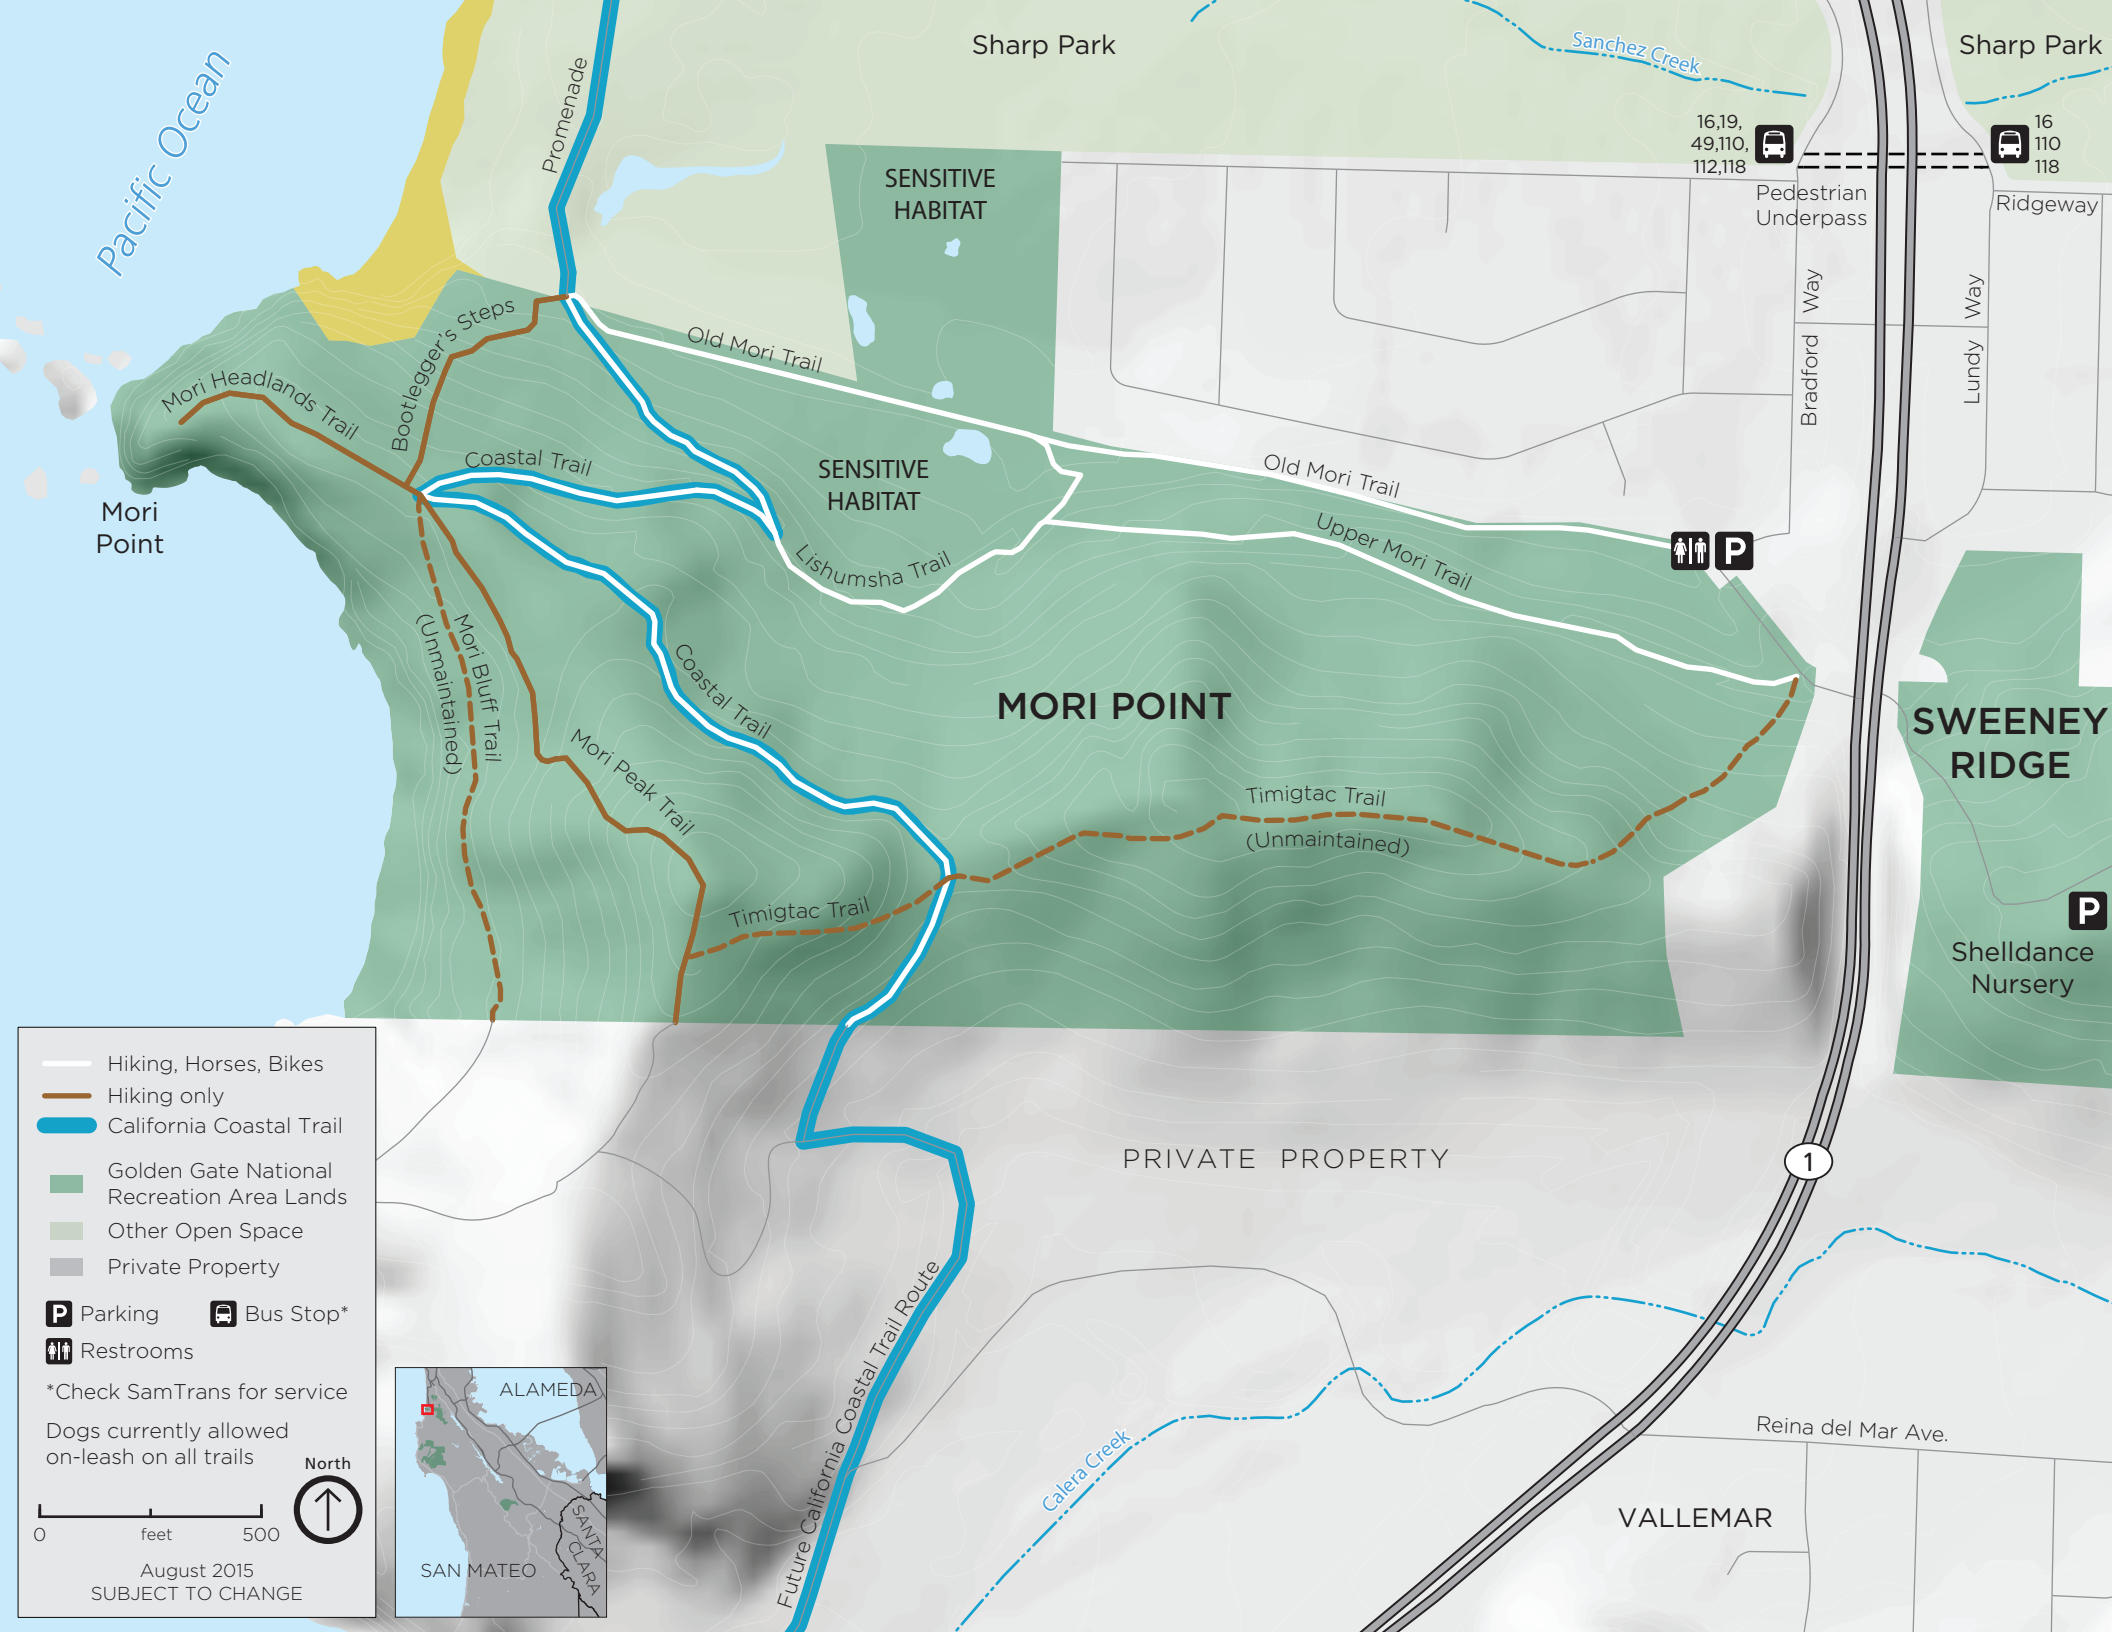 Sharp Park
Sanchez Creek
Sharp Park
Pacific Ocean
Promenade
16,19,
49,110,
112,118
16
110
118
Pedestrian
Underpass
Ridgeway
SENSITIVE
HABITAT
Bradford Way
Lundy Way
Bootlegger's Steps
Old Mori Trail
Mori Headlands Trail
Coastal Trail
SENSITIVE
HABITAT
Old Mori Trail
Mori
Point
Upper Mori Trail
P
Lishumsha Trail
Mori Bluff Trail
(Unmaintained)
Coastal Trail
MORI POINT
SWEENEY
RIDGE
Mori Peak Trail
Timigtac Trail
(Unmaintained)
Timigtac Trail
P
Shelldance
Nursery
PRIVATE PROPERTY
1
Future California Coastal Trail Route
Calera Creek
Reina del Mar Ave.
VALLEMAR
Hiking, Horses, Bikes
Hiking only
California Coastal Trail
Golden Gate National
Recreation Area Lands
Other Open Space
Private Property
P Parking
Bus Stop*
Restrooms
*Check SamTrans for service
Dogs currently allowed
on-leash on all trails
North
0 feet 500
August 2015
SUBJECT TO CHANGE
ALAMEDA
SAN MATEO
SANTA
CLARA